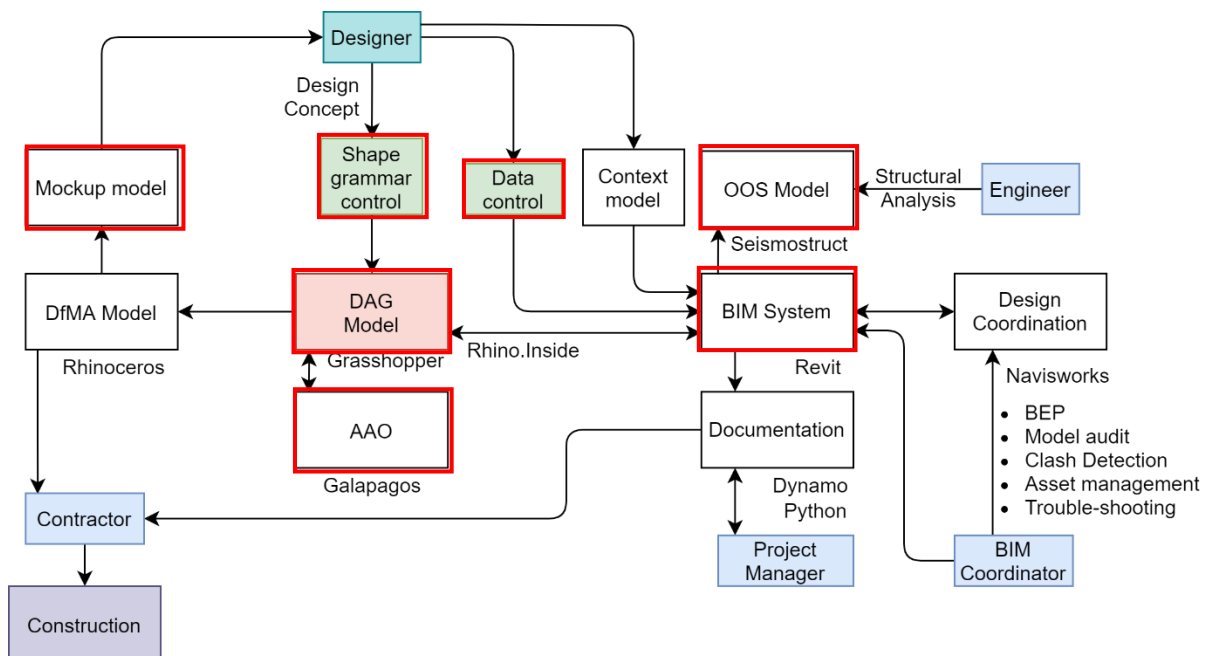 Designer
Design
Concept
Mockup model
Shape
grammar
control
Data
control
Context
model
OOS Model
Structural
Analysis
Engineer
Seismostruct
DfMA Model
DAG
Model
BIM System
Design
Coordination
Rhinoceros
Grasshopper
Rhino.Inside
Revit
Navisworks
AAO
Documentation
• BEP
• Model audit
• Clash Detection
• Asset management
• Trouble-shooting
Galapagos
Dynamo
Python
Contractor
Project
Manager
BIM
Coordinator
Construction